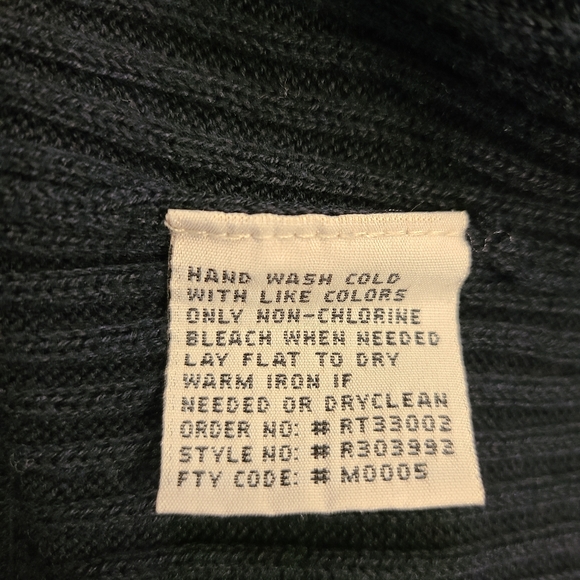 HAND WASH COLD
WITH LIKE COLORS
ONLY NON-CHLORINE
BLEACH WHEN NEEDED
LAY FLAT TO DRY
WARM IRON IF
NEEDED OR DRYCLEAN
ORDER NO: # RT33002
STYLE NO: # R303992
FTY CODE: # M0005